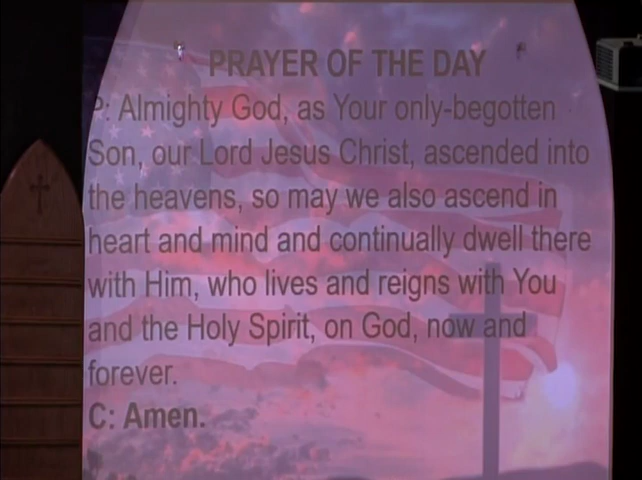 PRAYER OF THE DAY
P: Almighty God, as Your only-begotten
Son, our Lord Jesus Christ, ascended into
the heavens, so may we also ascend in
heart and mind and continually dwell there
with Him, who lives and reigns with You
and the Holy Spirit, on God, now and
forever.
C: Amen.